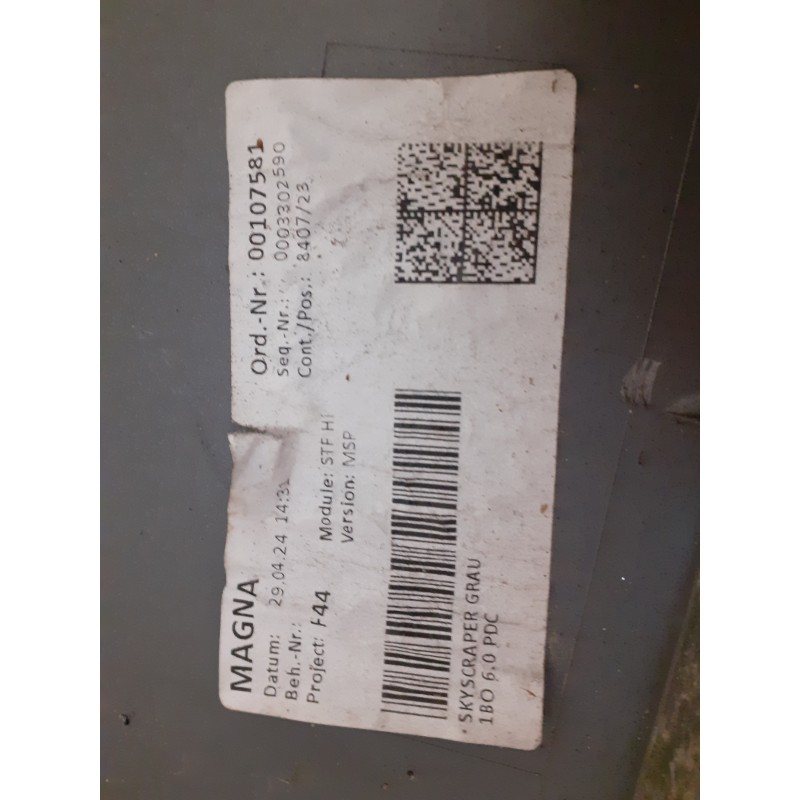 MAGNA
Datum: 29.04.24 14:31
Beh.-Nr.:
Project: F44
Module: STF HI
Version: MSP
Ord.-Nr.: 00107581
Seq.-Nr.: 0003302590
Cont./Pos.: 8407/23
SKYSCRAPER GRAU
1BO 6.0 PDC